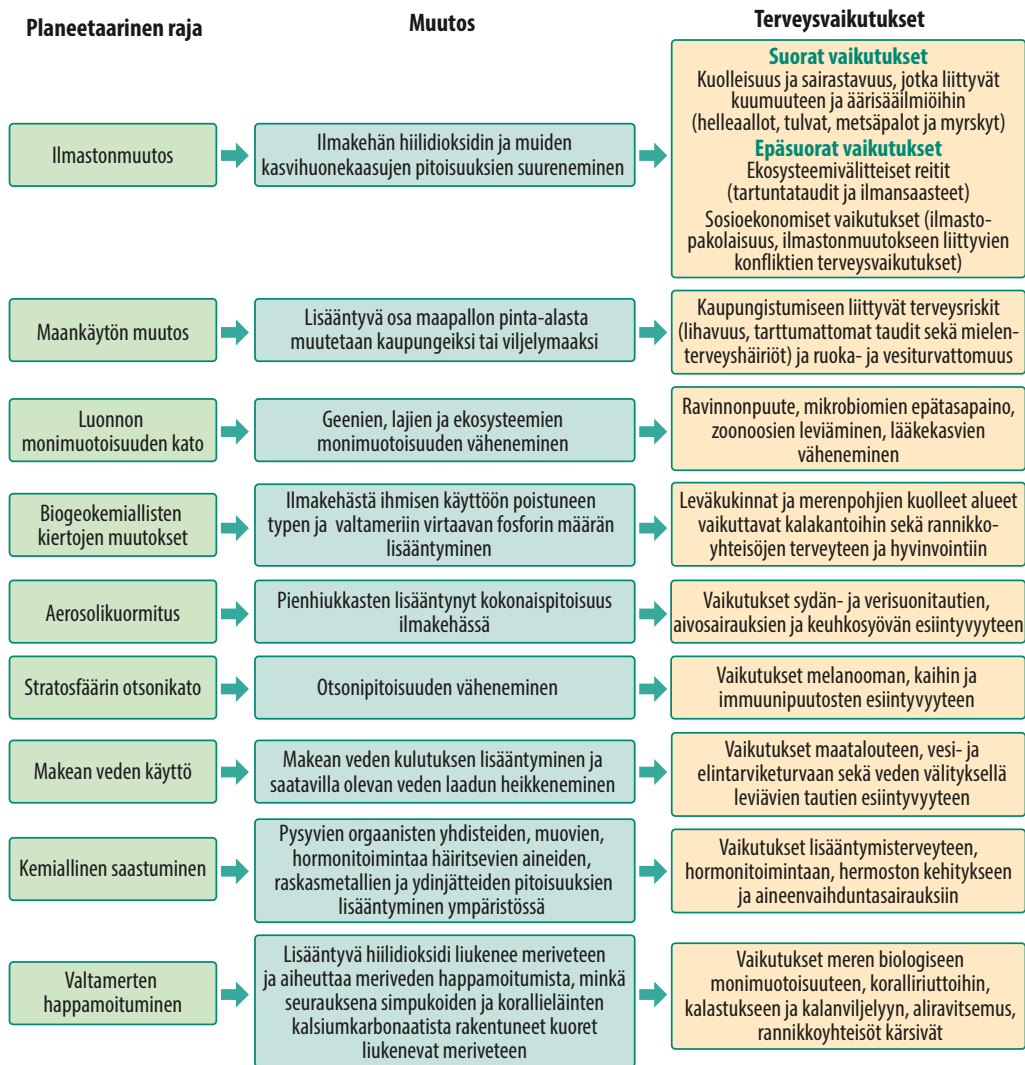 Planeetaarinen raja
Muutos
Terveysvaikutukset
Ilmastonmuutos
Ilmakehän hiilidioksidin ja muiden
kasvihuonekaasujen pitoisuuksien suureneminen
Suorat vaikutukset
Kuolleisuus ja sairastavuus, jotka liittyvät
kuumuuteen ja äärisääilmiöihin
(helleaallot, tulvat, metsäpalot ja myrskyt)
Epäsuorat vaikutukset
Ekosysteemivälitteiset reitit
(tartuntataudit ja ilmansaasteet)
Sosioekonomiset vaikutukset (ilmasto-
pakolaisuus, ilmastonmuutokseen liittyvien
konfliktien terveysvaikutukset)
Maankäytön muutos
Lisääntyvä osa maapallon pinta-alasta
muutetaan kaupungeiksi tai viljelymaaksi
Kaupungistumiseen liittyvät terveysriskit
(lihavuus, tarttumattomat taudit sekä mielen-
terveyshäiriöt) ja ruoka- ja vesiturvattomuus
Luonnon
monimuotoisuuden kato
Geenien, lajien ja ekosysteemien
monimuotoisuuden väheneminen
Ravinnonpuute, mikrobiomien epätasapaino,
zoonoosien leviäminen, lääkekasvien
väheneminen
Biogeokemiallisten
kiertojen muutokset
Ilmakehästä ihmisen käyttöön poistuneen
typen ja valtameriin virtaavan fosforin määrän
lisääntyminen
Leväkukinnat ja merenpohjien kuolleet alueet
vaikuttavat kalakantoihin sekä rannikko-
yhteisöjen terveyteen ja hyvinvointiin
Aerosolikuormitus
Pienhiukkasten lisääntynyt kokonaispitoisuus
ilmakehässä
Vaikutukset sydän- ja verisuonitautien,
aivosairauksien ja keuhkosyövän esiintyvyyteen
Stratosfäärin otsonikato
Otsonipitoisuuden väheneminen
Vaikutukset melanooman, kaihin ja
immuunipuutosten esiintyvyyteen
Makean veden käyttö
Makean veden kulutuksen lisääntyminen ja
saatavilla olevan veden laadun heikkeneminen
Vaikutukset maatalouteen, vesi- ja
elintarviketurvaan sekä veden välityksellä
leviävien tautien esiintyvyyteen
Kemiallinen saastuminen
Pysyvien orgaanisten yhdisteiden, muovien,
hormonitoimintaa häiritsevien aineiden,
raskasmetallien ja ydinjätteiden pitoisuuksien
lisääntyminen ympäristössä
Vaikutukset lisääntymisterveyteen,
hormonitoimintaan, hermoston kehitykseen
ja aineenvaihduntasairauksiin
Valtamerten
happamoituminen
Lisääntyvä hiilidioksidi liukenee meriveteen
ja aiheuttaa meriveden happamoitumista, minkä
seurauksena simpukoiden ja korallieläinten
kalsiumkarbonaatista rakentuneet kuoret
liukenevat meriveteen
Vaikutukset meren biologiseen
monimuotoisuuteen, koralliriuttoihin,
kalastukseen ja kalanviljelyyn, aliravitsemus,
rannikkoyhteisöt kärsivät